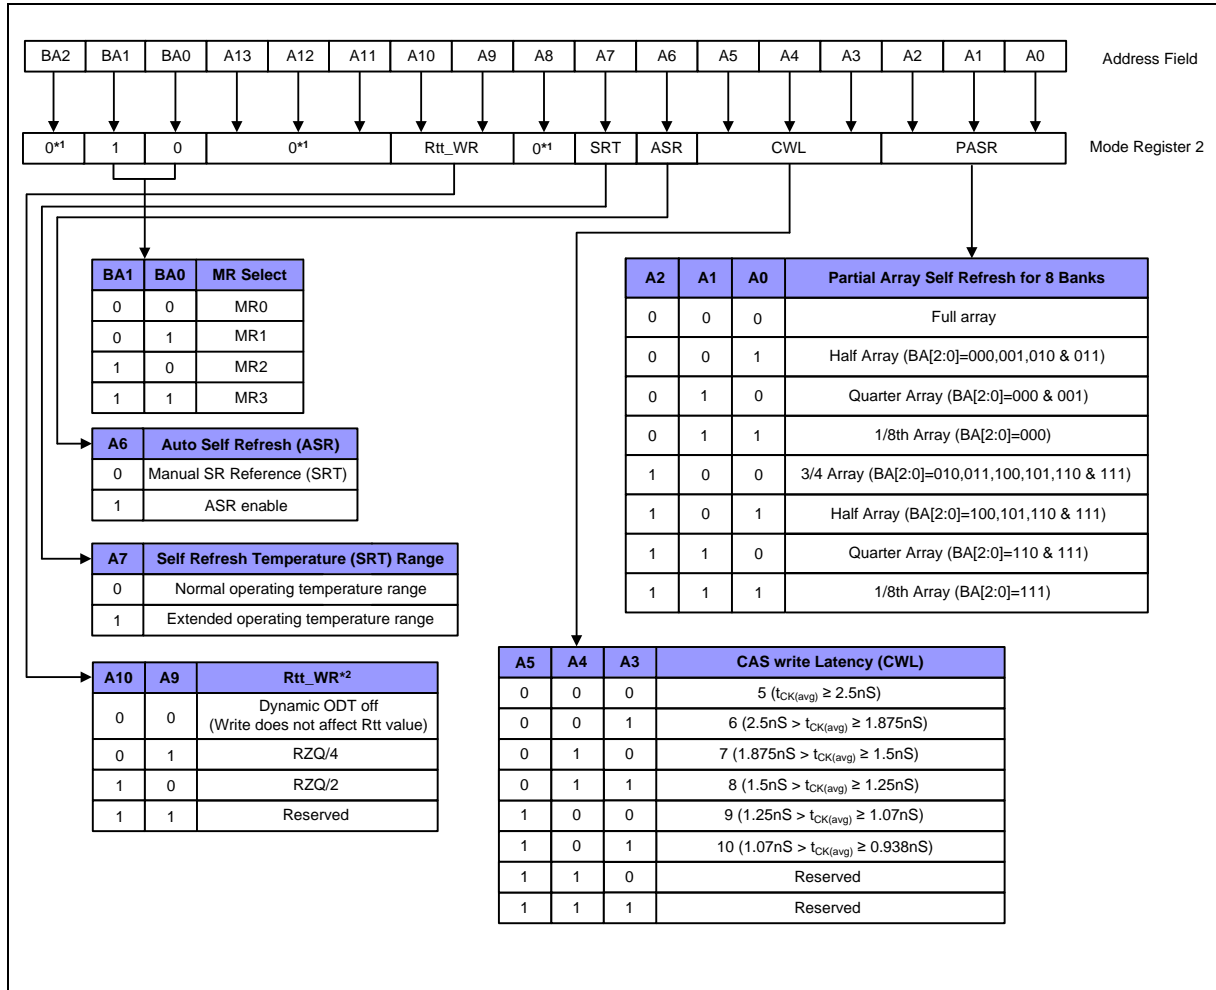 BA2 BA1 BA0 A13 A12 A11 A10 A9 A8 A7 A6 A5 A4 A3 A2 A1 A0 Address Field
0*1 1 0 0*1 Rtt_WR 0*1 SRT ASR CWL PASR Mode Register 2
BA1 BA0 MR Select
0 0 MR0
0 1 MR1
1 0 MR2
1 1 MR3
A6 Auto Self Refresh (ASR)
0 Manual SR Reference (SRT)
1 ASR enable
A7 Self Refresh Temperature (SRT) Range
0 Normal operating temperature range
1 Extended operating temperature range
A10 A9 Rtt_WR*2
0 0 Dynamic ODT off
(Write does not affect Rtt value)
0 1 RZQ/4
1 0 RZQ/2
1 1 Reserved
A2 A1 A0 Partial Array Self Refresh for 8 Banks
0 0 0 Full array
0 0 1 Half Array (BA[2:0]=000,001,010 & 011)
0 1 0 Quarter Array (BA[2:0]=000 & 001)
0 1 1 1/8th Array (BA[2:0]=000)
1 0 0 3/4 Array (BA[2:0]=010,011,100,101,110 & 111)
1 0 1 Half Array (BA[2:0]=100,101,110 & 111)
1 1 0 Quarter Array (BA[2:0]=110 & 111)
1 1 1 1/8th Array (BA[2:0]=111)
A5 A4 A3 CAS write Latency (CWL)
0 0 0 5 (tCK(avg) ≥ 2.5nS)
0 0 1 6 (2.5nS > tCK(avg) ≥ 1.875nS)
0 1 0 7 (1.875nS > tCK(avg) ≥ 1.5nS)
0 1 1 8 (1.5nS > tCK(avg) ≥ 1.25nS)
1 0 0 9 (1.25nS > tCK(avg) ≥ 1.07nS)
1 0 1 10 (1.07nS > tCK(avg) ≥ 0.938nS)
1 1 0 Reserved
1 1 1 Reserved